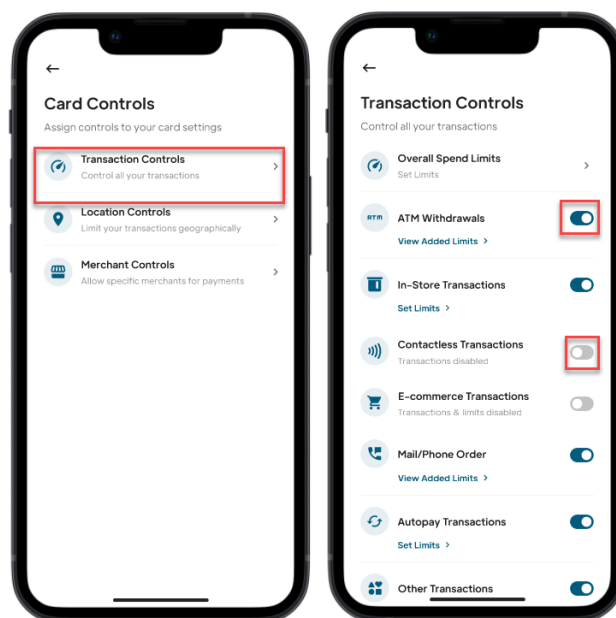 Card Controls
Assign controls to your card settings
Transaction Controls
Control all your transactions
Location Controls
Limit your transactions geographically
Merchant Controls
Allow specific merchants for payments
Transaction Controls
Control all your transactions
Overall Spend Limits
Set Limits
ATM
ATM Withdrawals
View Added Limits >
In-Store Transactions
Set Limits >
Contactless Transactions
Transactions disabled
E-commerce Transactions
Transactions & limits disabled
Mail/Phone Order
View Added Limits >
Autopay Transactions
Set Limits >
Other Transactions